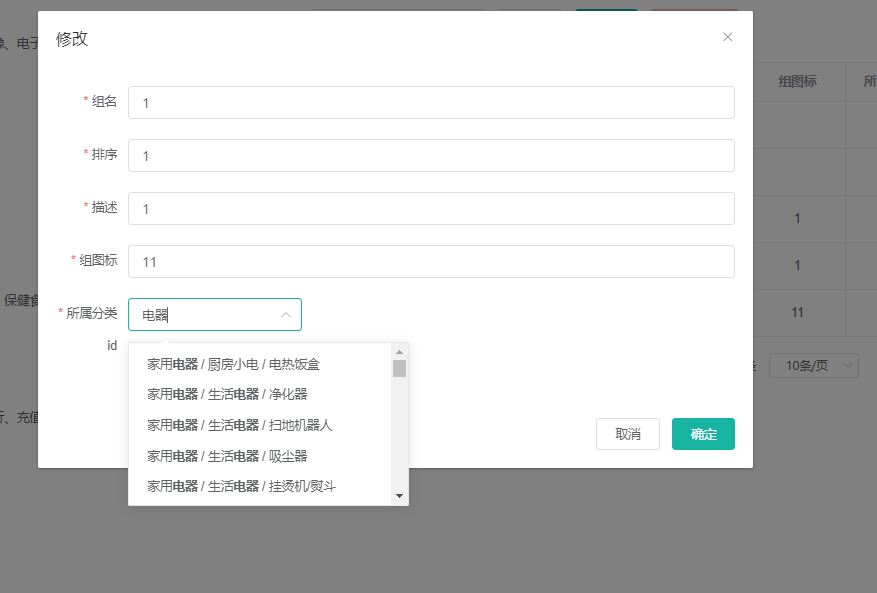 修改
、电子
组图标
所
* 组名
1
* 排序
1
* 描述
1
1
* 组图标
11
1
保健食
* 所属分类
id
电器
11
家用电器 / 厨房小电 / 电热饭盒
家用电器 / 生活电器 / 净化器
家用电器 / 生活电器 / 扫地机器人
家用电器 / 生活电器 / 吸尘器
家用电器 / 生活电器 / 挂烫机/熨斗
10条/页
、充值
取消
确定